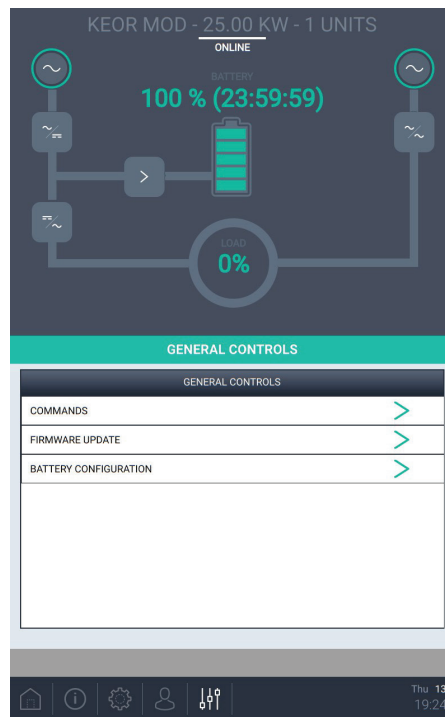 KEOR MOD - 25.00 KW - 1 UNITS
ONLINE
BATTERY
100 % (23:59:59)
LOAD
0%
GENERAL CONTROLS
GENERAL CONTROLS
COMMANDS
FIRMWARE UPDATE
BATTERY CONFIGURATION
Thu 13
19:24